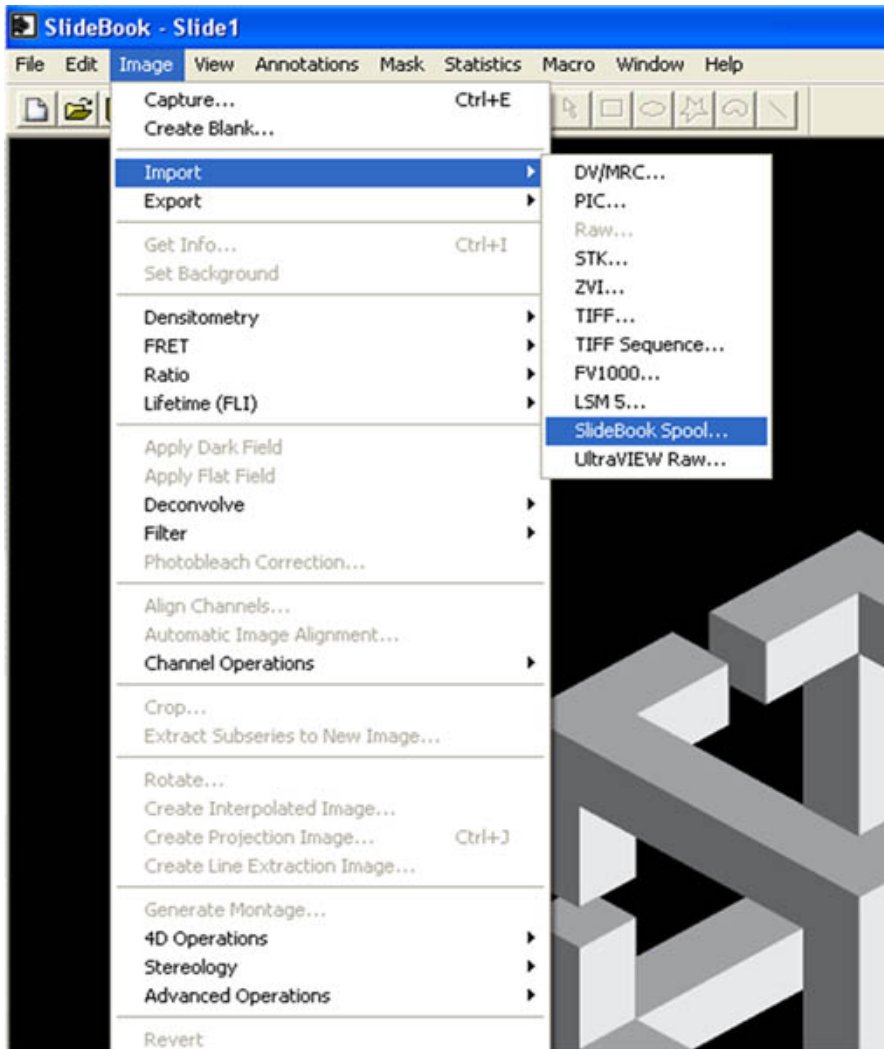 SlideBook - Slide1
File Edit Image View Annotations Mask Statistics Macro Window Help
Capture... Ctrl+E
Create Blank...
Import
Export
Get Info... Ctrl+I
Set Background
Densitometry
FRET
Ratio
Lifetime (FLI)
Apply Dark Field
Apply Flat Field
Deconvolve
Filter
Photobleach Correction...
Align Channels...
Automatic Image Alignment...
Channel Operations
Crop...
Extract Subseries to New Image...
Rotate...
Create Interpolated Image...
Create Projection Image... Ctrl+J
Create Line Extraction Image...
Generate Montage...
4D Operations
Stereology
Advanced Operations
Revert
DV/MRC...
PIC...
Raw...
STK...
ZVI...
TIFF...
TIFF Sequence...
FV1000...
LSM 5...
SlideBook Spool...
UltraVIEW Raw...